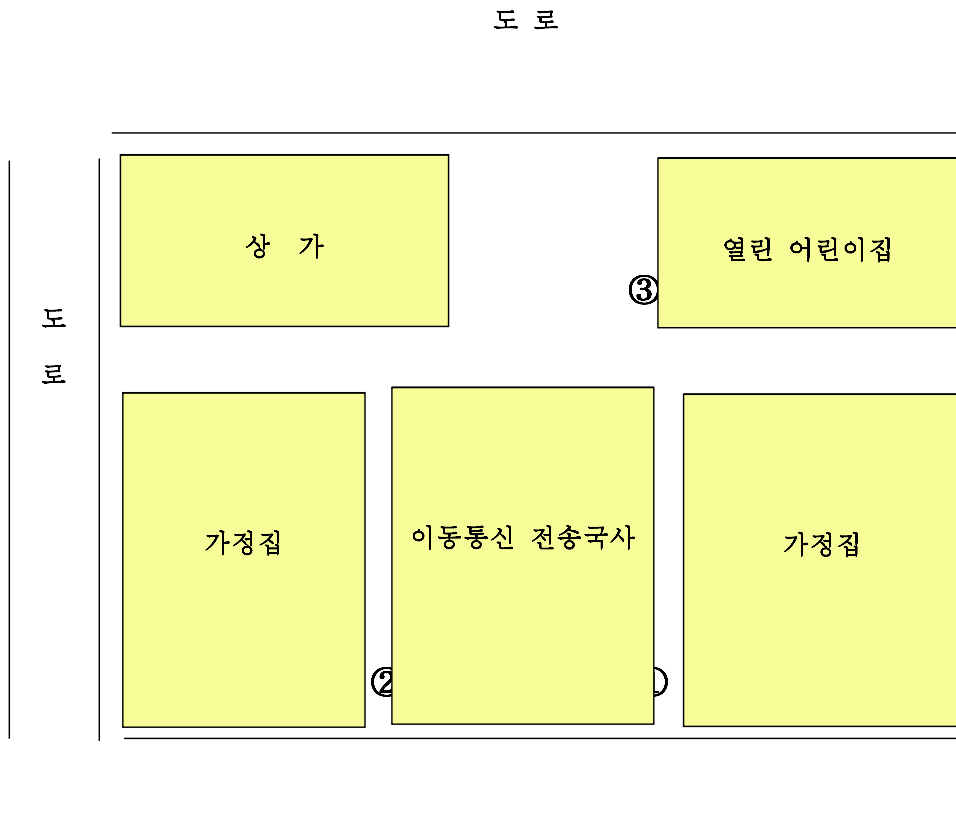 도 로
상 가
열린 어린이집
③
도
로
가정집
이동통신 전송국사
가정집
②